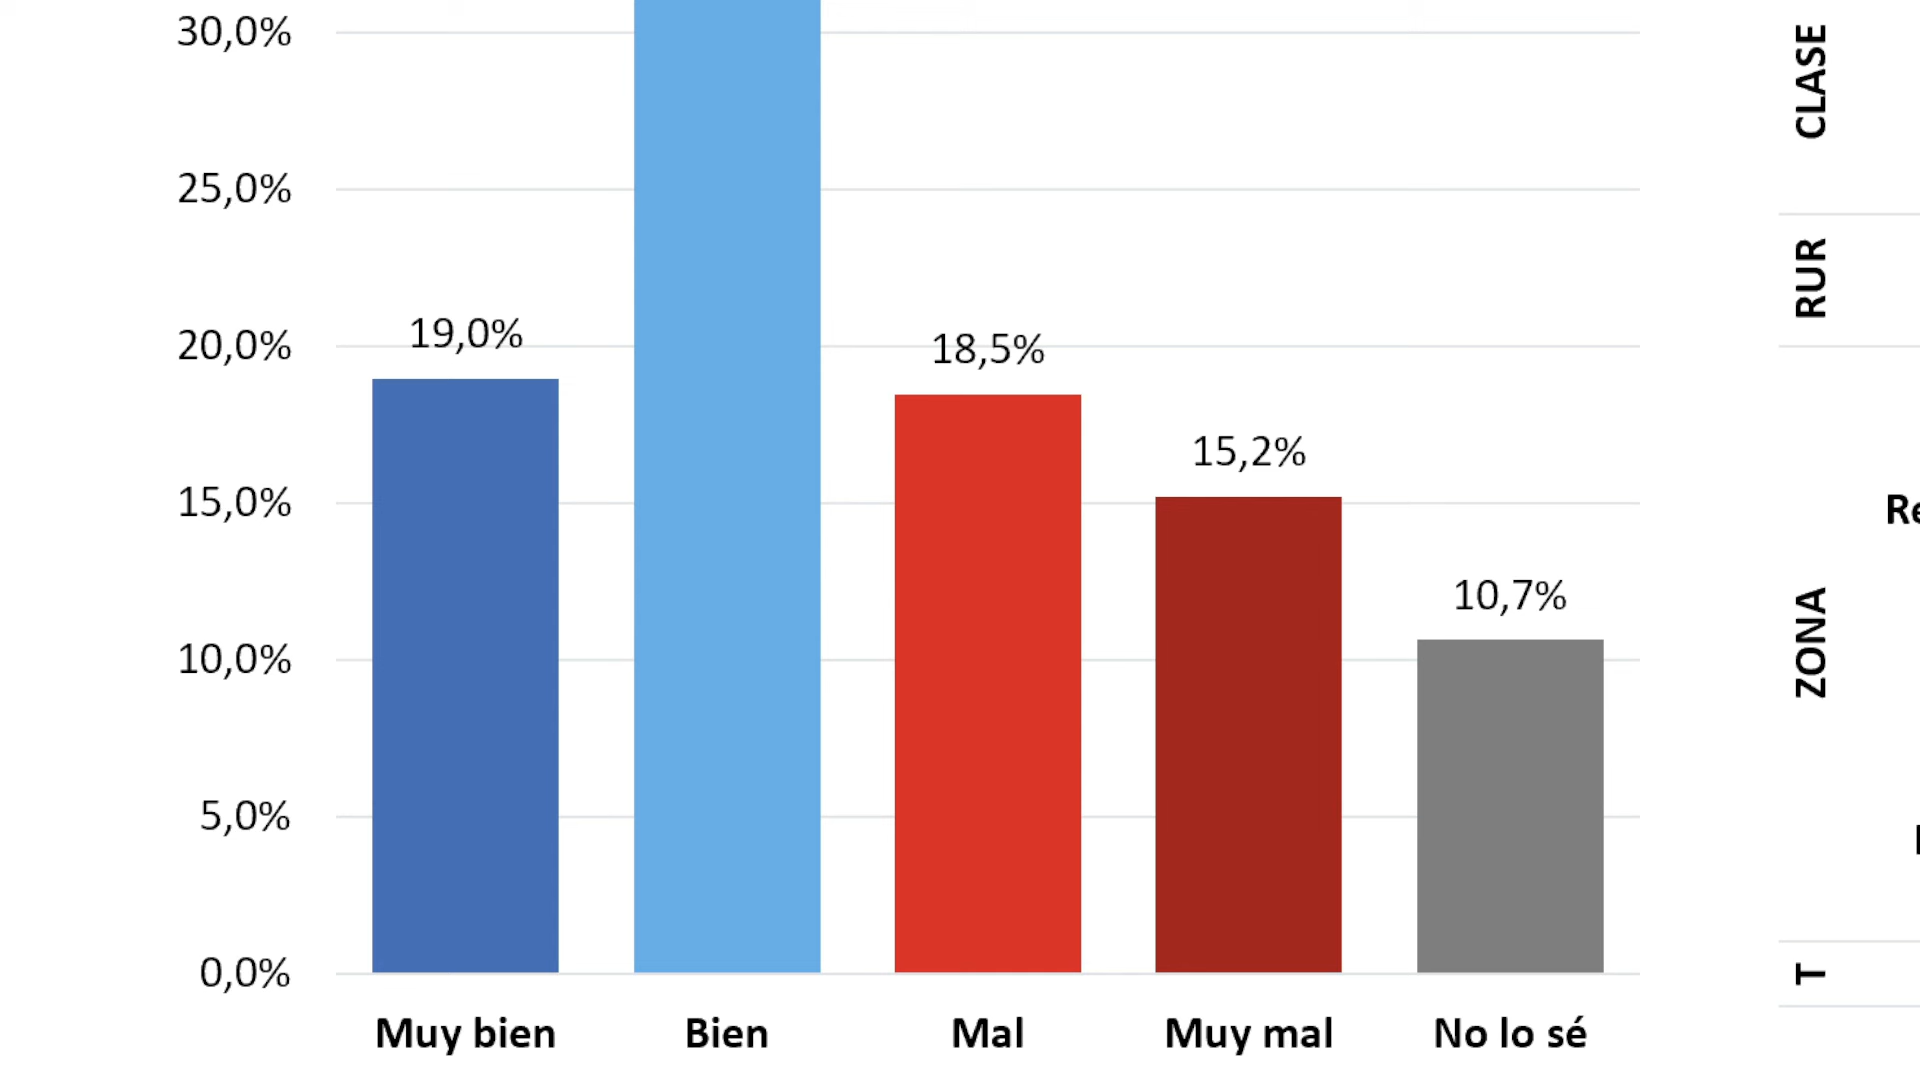 30,0%
25,0%
20,0%
15,0%
10,0%
5,0%
0,0%
19,0%
18,5%
15,2%
10,7%
Muy bien
Bien
Mal
Muy mal
No lo sé
CLASE
RUR
ZONA
T
Re